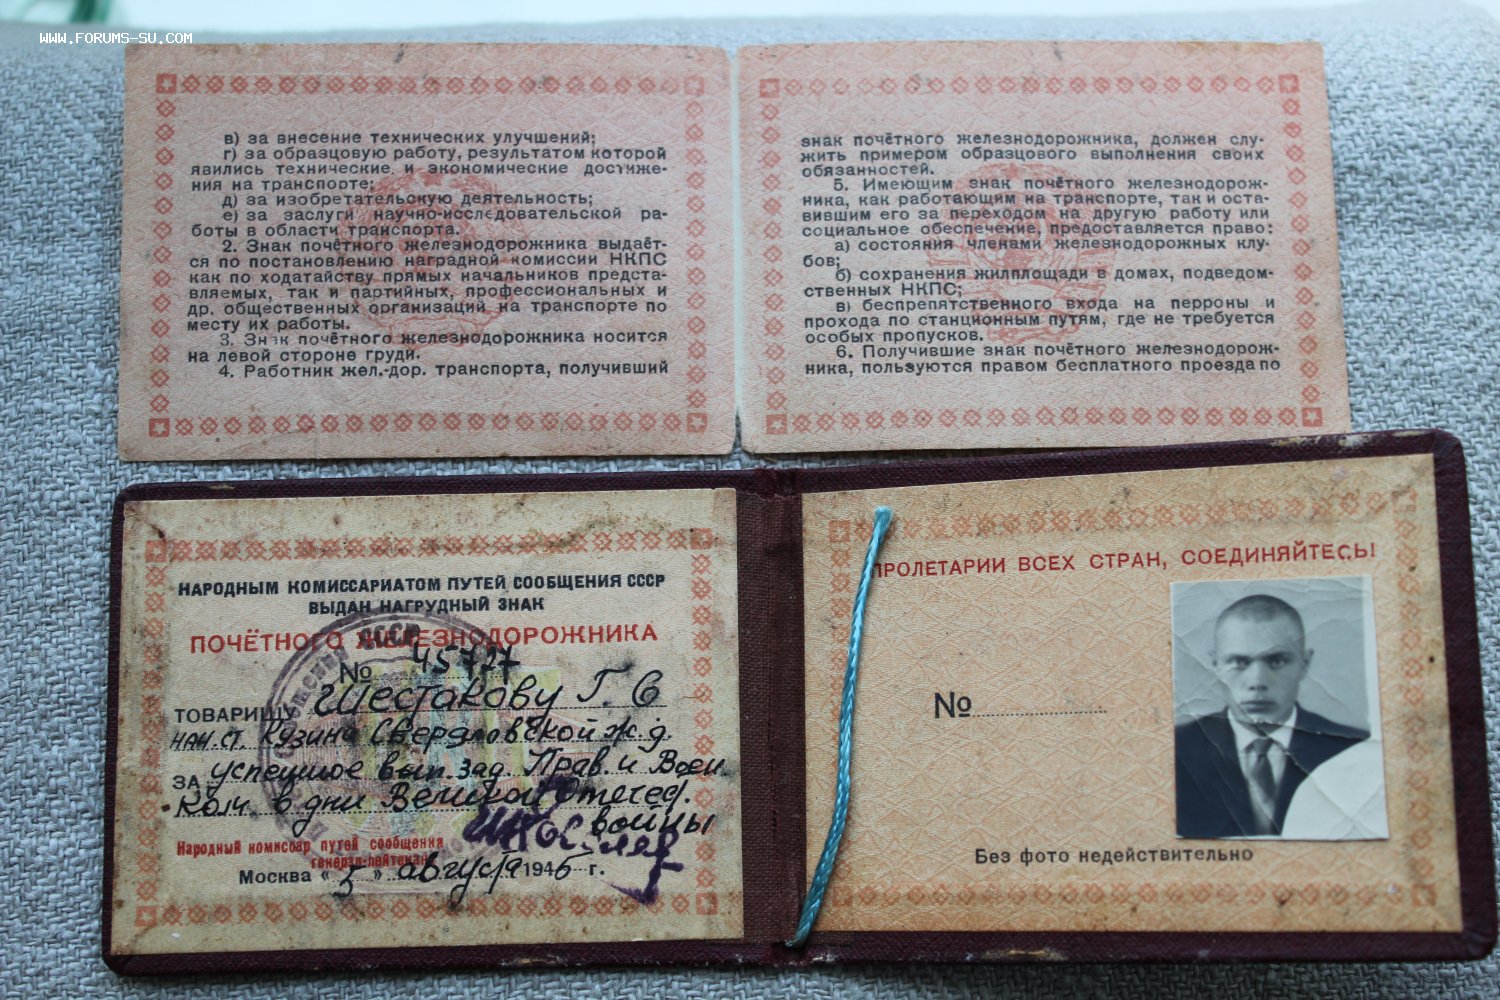 WWW.FORUMS-SU.COM
в) за внесение технических улучшений;
г) за образцовую работу, результатом которой
явились технические и экономические достиже-
ния на транспорте;
д) за изобретательскую деятельность;
е) за заслуги научно-исследовательской ра-
боты в области транспорта.
2. Знак почётного железнодорожника выдаёт-
ся по постановлению наградной комиссии НКПС
как по ходатайству прямых начальников предста-
вляемых, так и партийных, профессиональных и
др. общественных организаций на транспорте по
месту их работы.
3. Знак почётного железнодорожника носится
на левой стороне груди.
4. Работник жел.-дор. транспорта, получивший
знак почётного железнодорожника, должен слу-
жить примером образцового выполнения своих
обязанностей.
5. Имеющим знак почётного железнодорож-
ника, как работающим на транспорте, так и оста-
вившим его за переходом на другую работу или
социальное обеспечение, предоставляется право:
а) состояния членами железнодорожных клу-
бов;
б) сохранения жилплощади в домах, подведом-
ственных НКПС;
в) беспрепятственного входа на перроны и
прохода по станционным путям, где не требуется
особых пропусков.
6. Получившие знак почётного железнодорож-
ника, пользуются правом бесплатного проезда по
НАРОДНЫМ КОМИССАРИАТОМ ПУТЕЙ СООБЩЕНИЯ СССР
ВЫДАН НАГРУДНЫЙ ЗНАК
ПОЧЁТНОГО ЖЕЛЕЗНОДОРОЖНИКА
№ 45727
ТОВАРИЩУ Шестакову Г. С
нач. ст. Кузино Свердловской ж.д.
ЗА успешное вып. зад. Прав. и Воен.
Ком. в дни Великой Отечес.
войны
Народный комиссар путей сообщения
генерал-лейтенант
Москва « 5 » августа 1946 г.
ПРОЛЕТАРИИ ВСЕХ СТРАН, СОЕДИНЯЙТЕСЬ!
№
Без фото недействительно